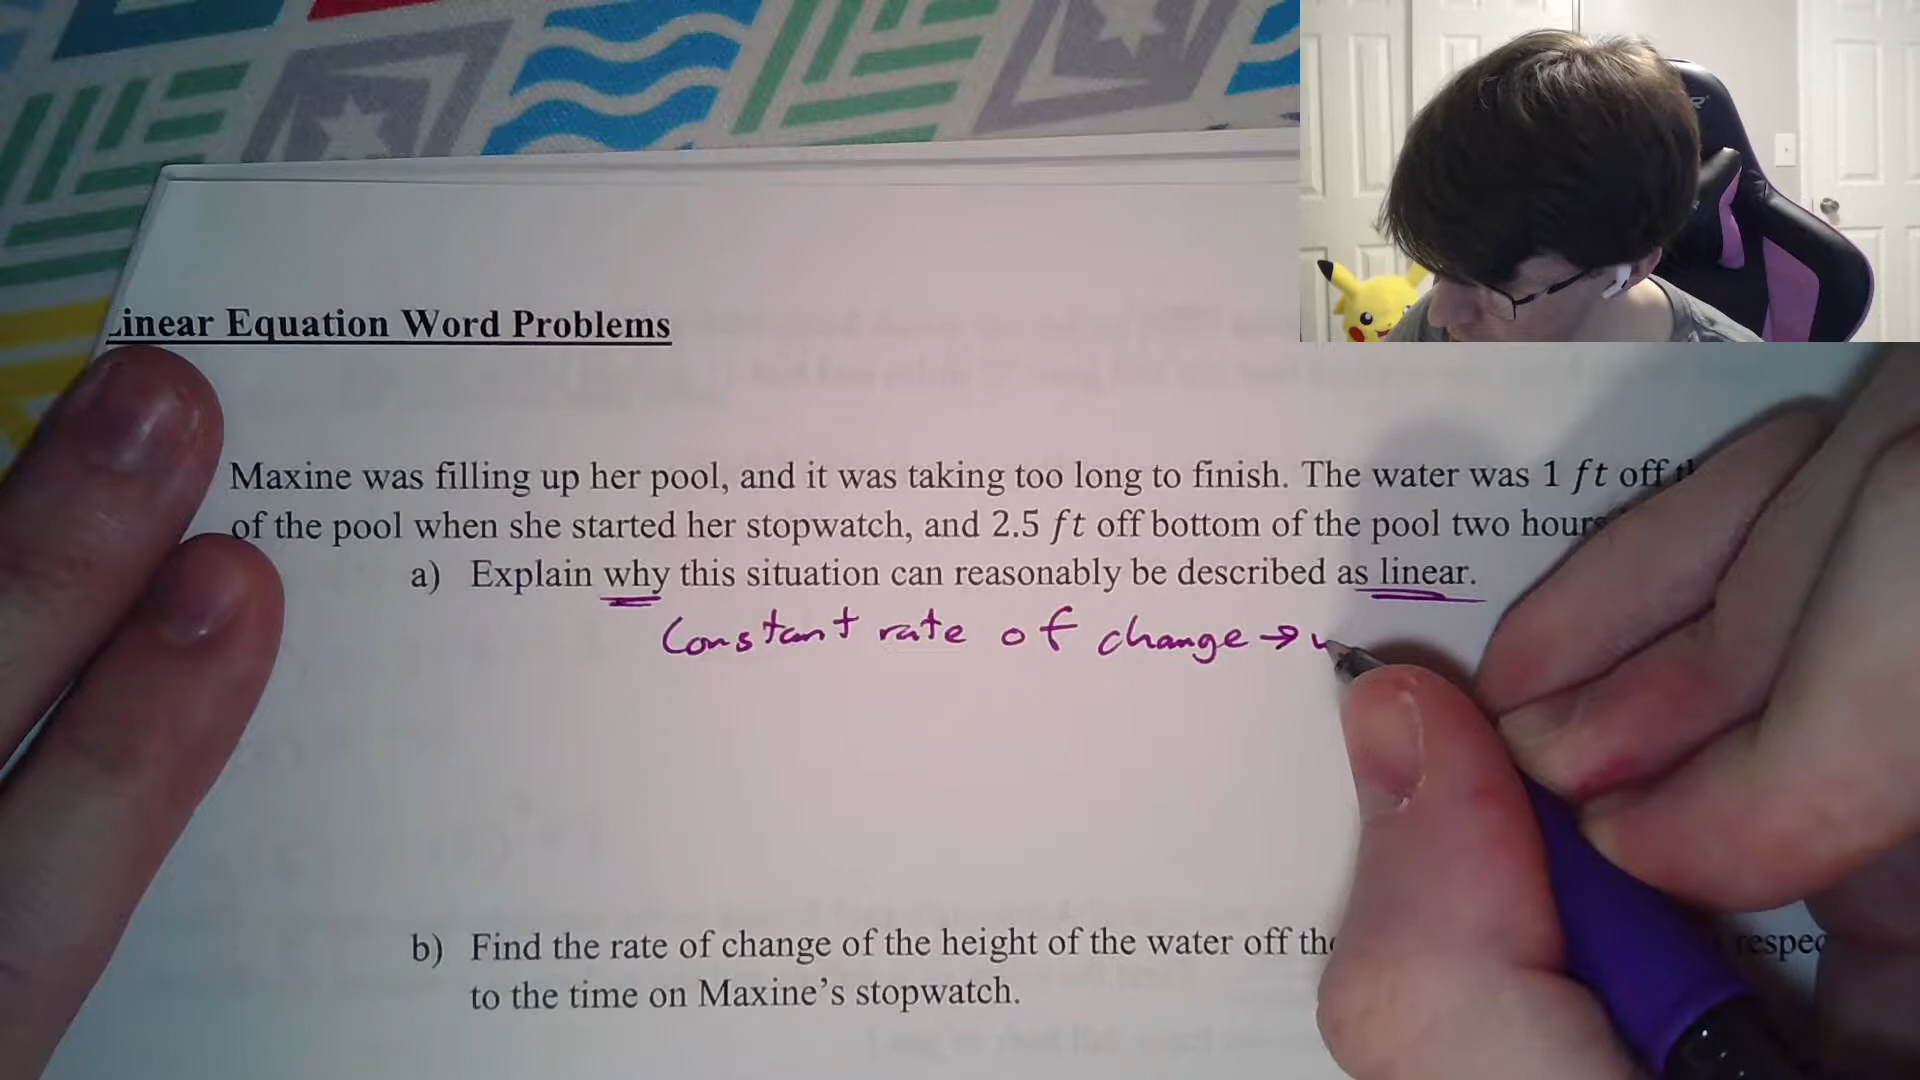 Linear Equation Word Problems
Maxine was filling up her pool, and it was taking too long to finish. The water was 1 ft off
of the pool when she started her stopwatch, and 2.5 ft off bottom of the pool two hours
a) Explain why this situation can reasonably be described as linear.
Constant rate of change →
b) Find the rate of change of the height of the water off the respec
to the time on Maxine's stopwatch.